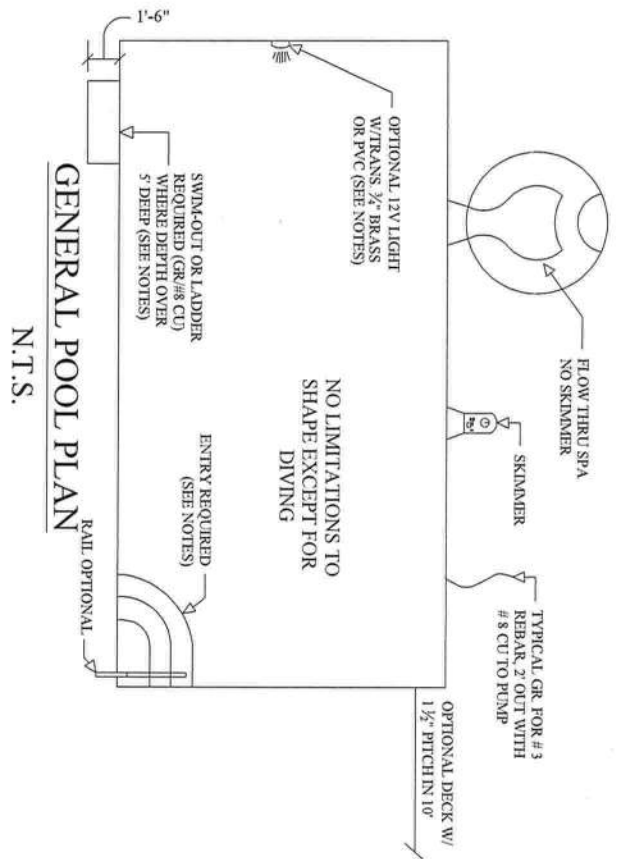 1'-6"
OPTIONAL 12V LIGHT
W/TRANS. ¾" BRASS
OR PVC (SEE NOTES)
FLOW THRU SPA
NO SKIMMER
SKIMMER
TYPICAL GR. FOR # 3
REBAR, 2' OUT WITH
# 8 CU TO PUMP
OPTIONAL DECK W/
1 ½" PITCH IN 10'
SWIM-OUT OR LADDER
REQUIRED (GR/#8 CU)
WHERE DEPTH OVER
5' DEEP (SEE NOTES)
NO LIMITATIONS TO
SHAPE EXCEPT FOR
DIVING
ENTRY REQUIRED
(SEE NOTES)
RAIL OPTIONAL
GENERAL POOL PLAN
N.T.S.